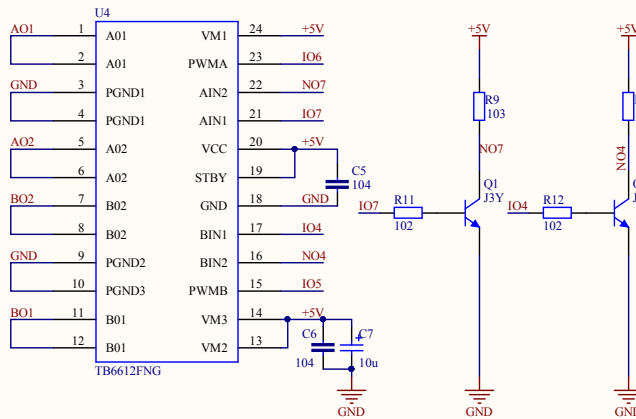 U4
AO1 1 A01 VM1 24 +5V
2 A01 PWMA 23 IO6
GND 3 PGND1 AIN2 22 NO7
4 PGND1 AIN1 21 IO7
AO2 5 A02 VCC 20 +5V
6 A02 STBY 19
BO2 7 B02 GND 18 GND
8 B02 BIN1 17 IO4
GND 9 PGND2 BIN2 16 NO4
10 PGND3 PWMB 15 IO5
BO1 11 B01 VM3 14 +5V
12 B01 VM2 13
TB6612FNG
C5
104
C6
104
C7
+
10u
GND
+5V
R9
103
NO7
Q1
J3Y
IO7
R11
102
GND
+5V
NO4
IO4
R12
102
GND